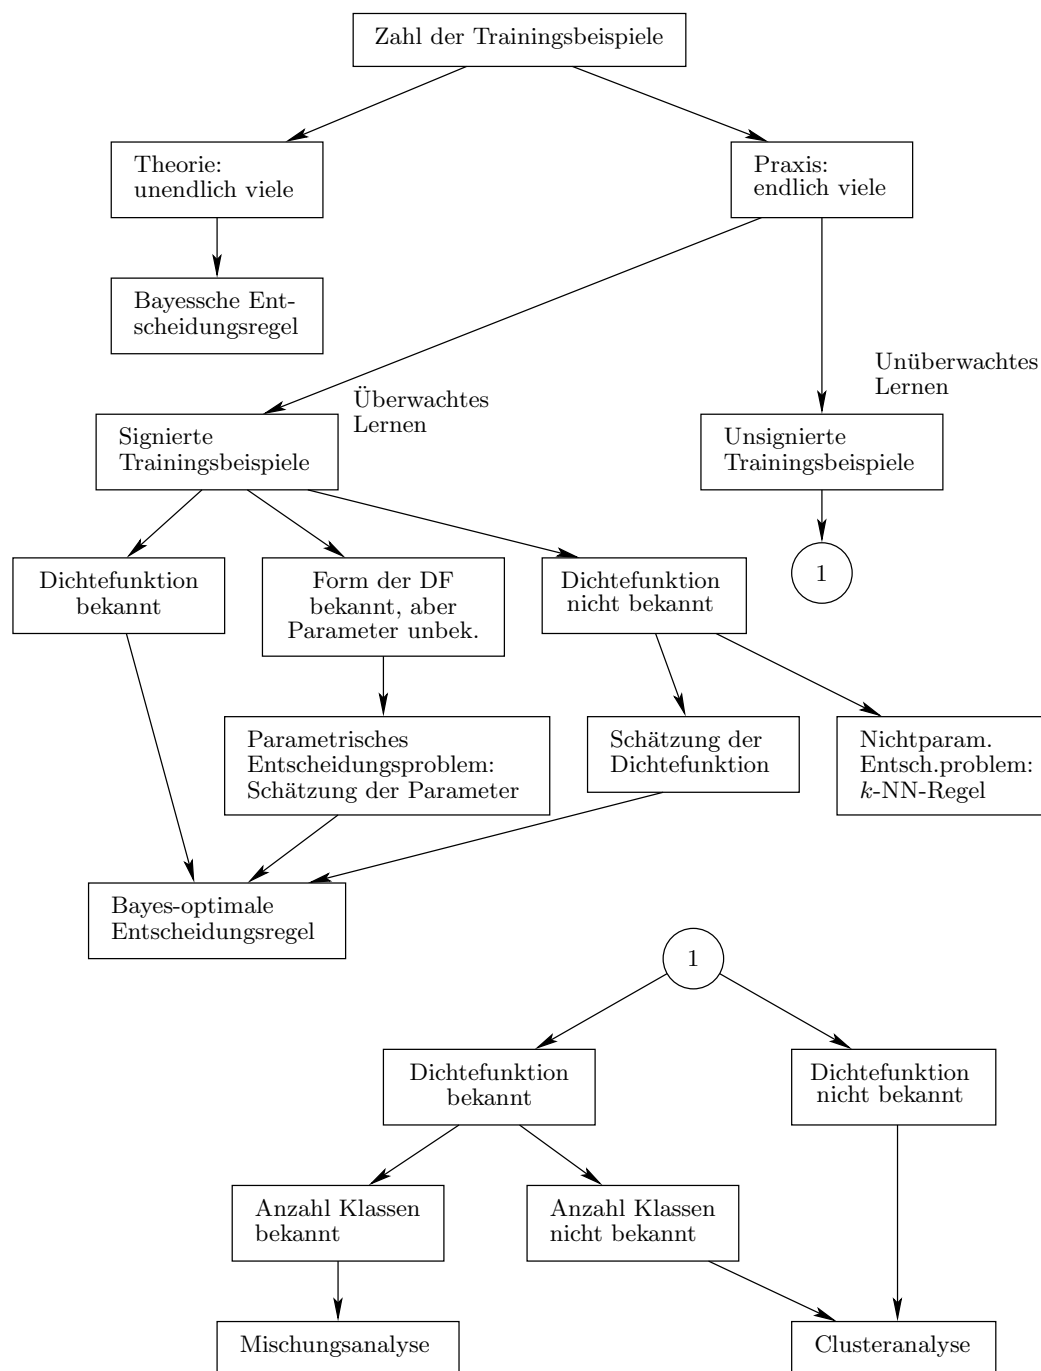 Zahl der Trainingsbeispiele
Theorie:
unendlich viele
Praxis:
endlich viele
Bayessche Ent-
scheidungsregel
Überwachtes
Lernen
Unüberwachtes
Lernen
Signierte
Trainingsbeispiele
Unsignierte
Trainingsbeispiele
Dichtefunktion
bekannt
Form der DF
bekannt, aber
Parameter unbek.
Dichtefunktion
nicht bekannt
1
Parametrisches
Entscheidungsproblem:
Schätzung der Parameter
Schätzung der
Dichtefunktion
Nichtparam.
Entsch.problem:
k-NN-Regel
Bayes-optimale
Entscheidungsregel
1
Dichtefunktion
bekannt
Dichtefunktion
nicht bekannt
Anzahl Klassen
bekannt
Anzahl Klassen
nicht bekannt
Mischungsanalyse
Clusteranalyse